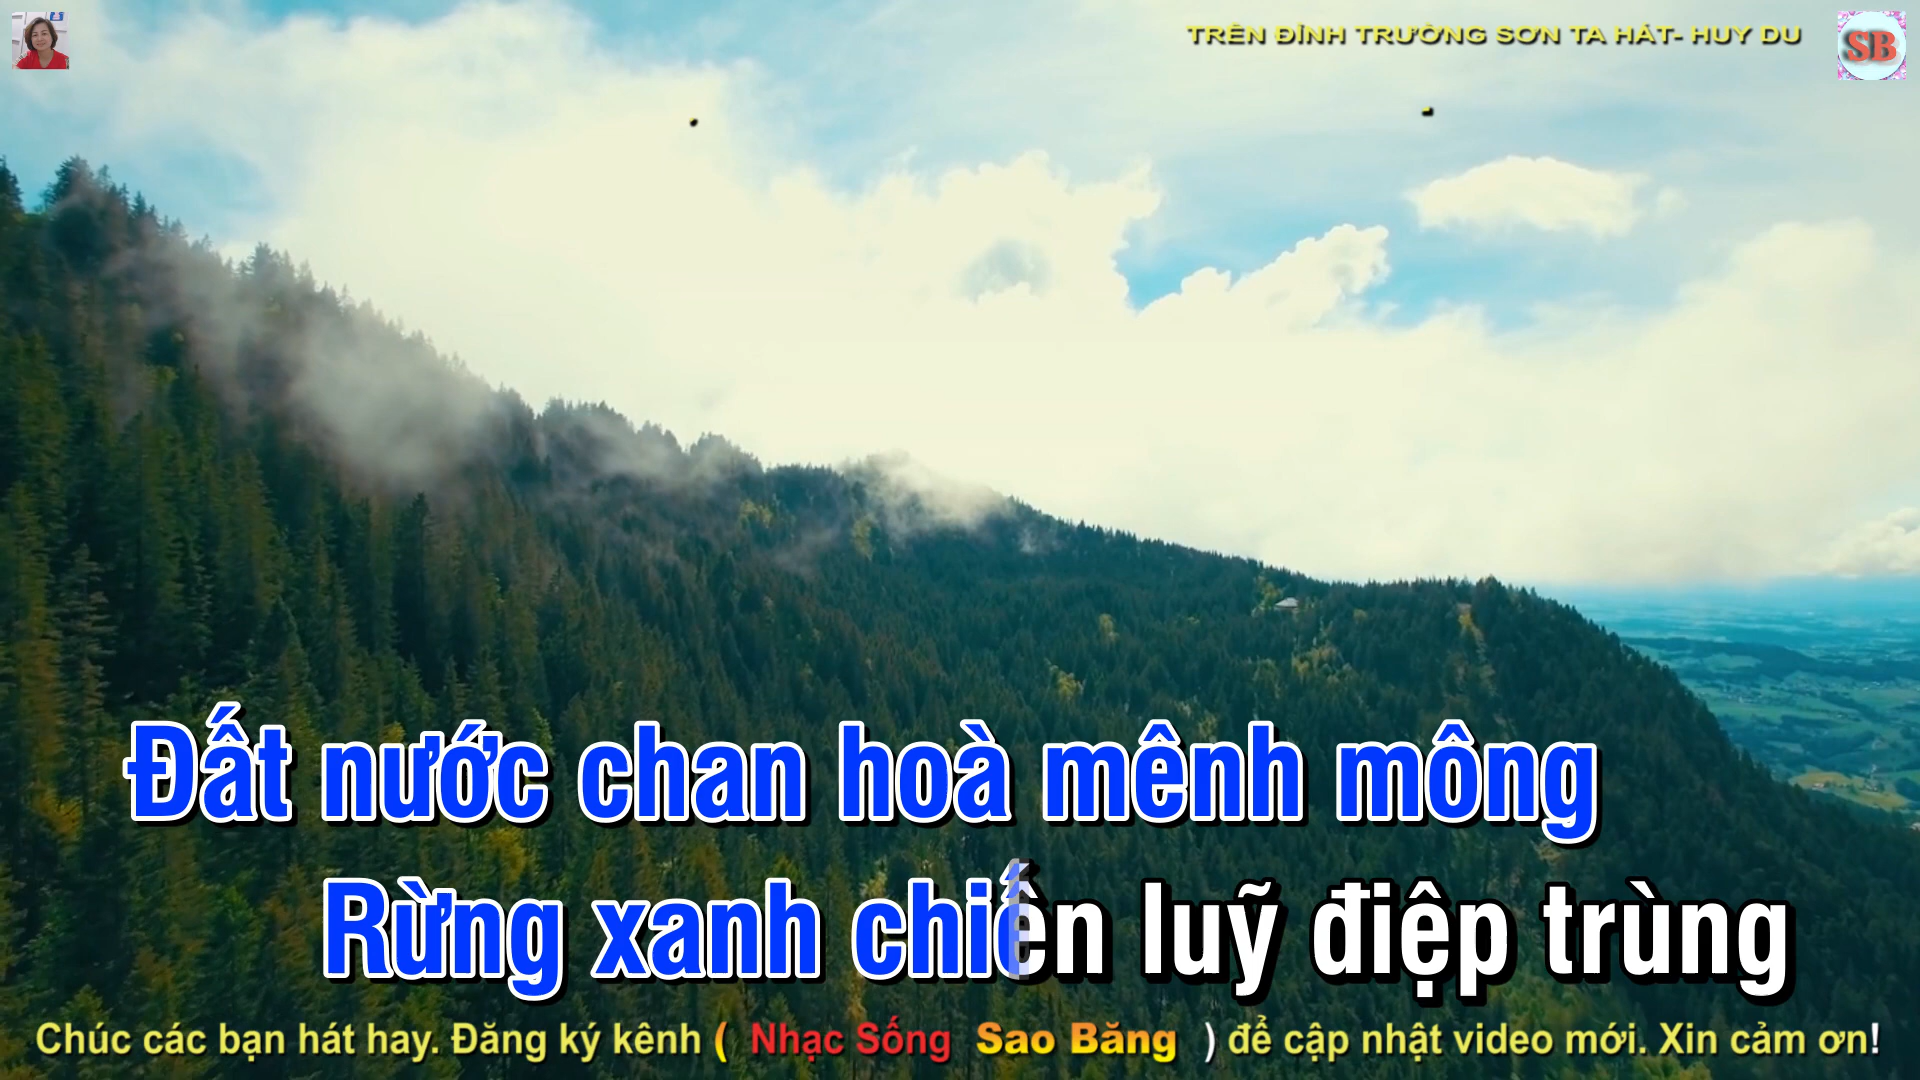 TRÊN ĐỈNH TRƯỜNG SƠN TA HÁT- HUY DU
SB
Đất nước chan hoà mênh mông
Rừng xanh chiến luỹ điệp trùng
Chúc các bạn hát hay. Đăng ký kênh ( Nhạc Sống Sao Băng ) để cập nhật video mới. Xin cảm ơn!